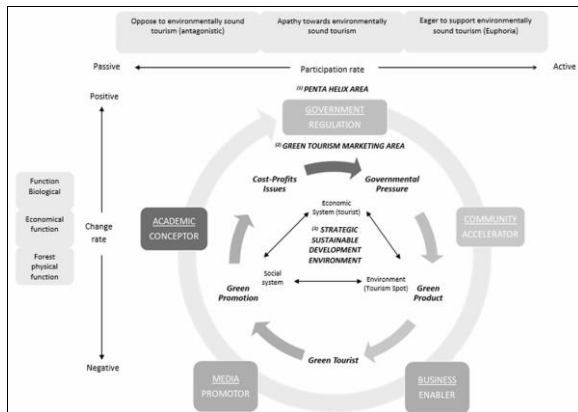 Oppose to environmentally sound
tourism (antagonistic)
Apathy towards environmentally
sound tourism
Eager to support environmentally
sound tourism (Euphoria)
Passive
Participation rate
Active
Positive
(1) PENTA HELIX AREA
GOVERNMENT
REGULATION
(2) GREEN TOURISM MARKETING AREA
Cost-Profits
Issues
Governmental
Pressure
Function
Biological
Economical
function
Forest
physical
function
Change
rate
ACADEMIC
CONCEPTOR
Economic
System (tourist)
(3) STRATEGIC
SUSTAINABLE
DEVELOPMENT
ENVIRONMENT
COMMUNITY
ACCELERATOR
Social
system
Environment
(Tourism Spot)
Green
Promotion
Green
Product
Green Tourist
Negative
MEDIA
PROMOTOR
BUSINESS
ENABLER